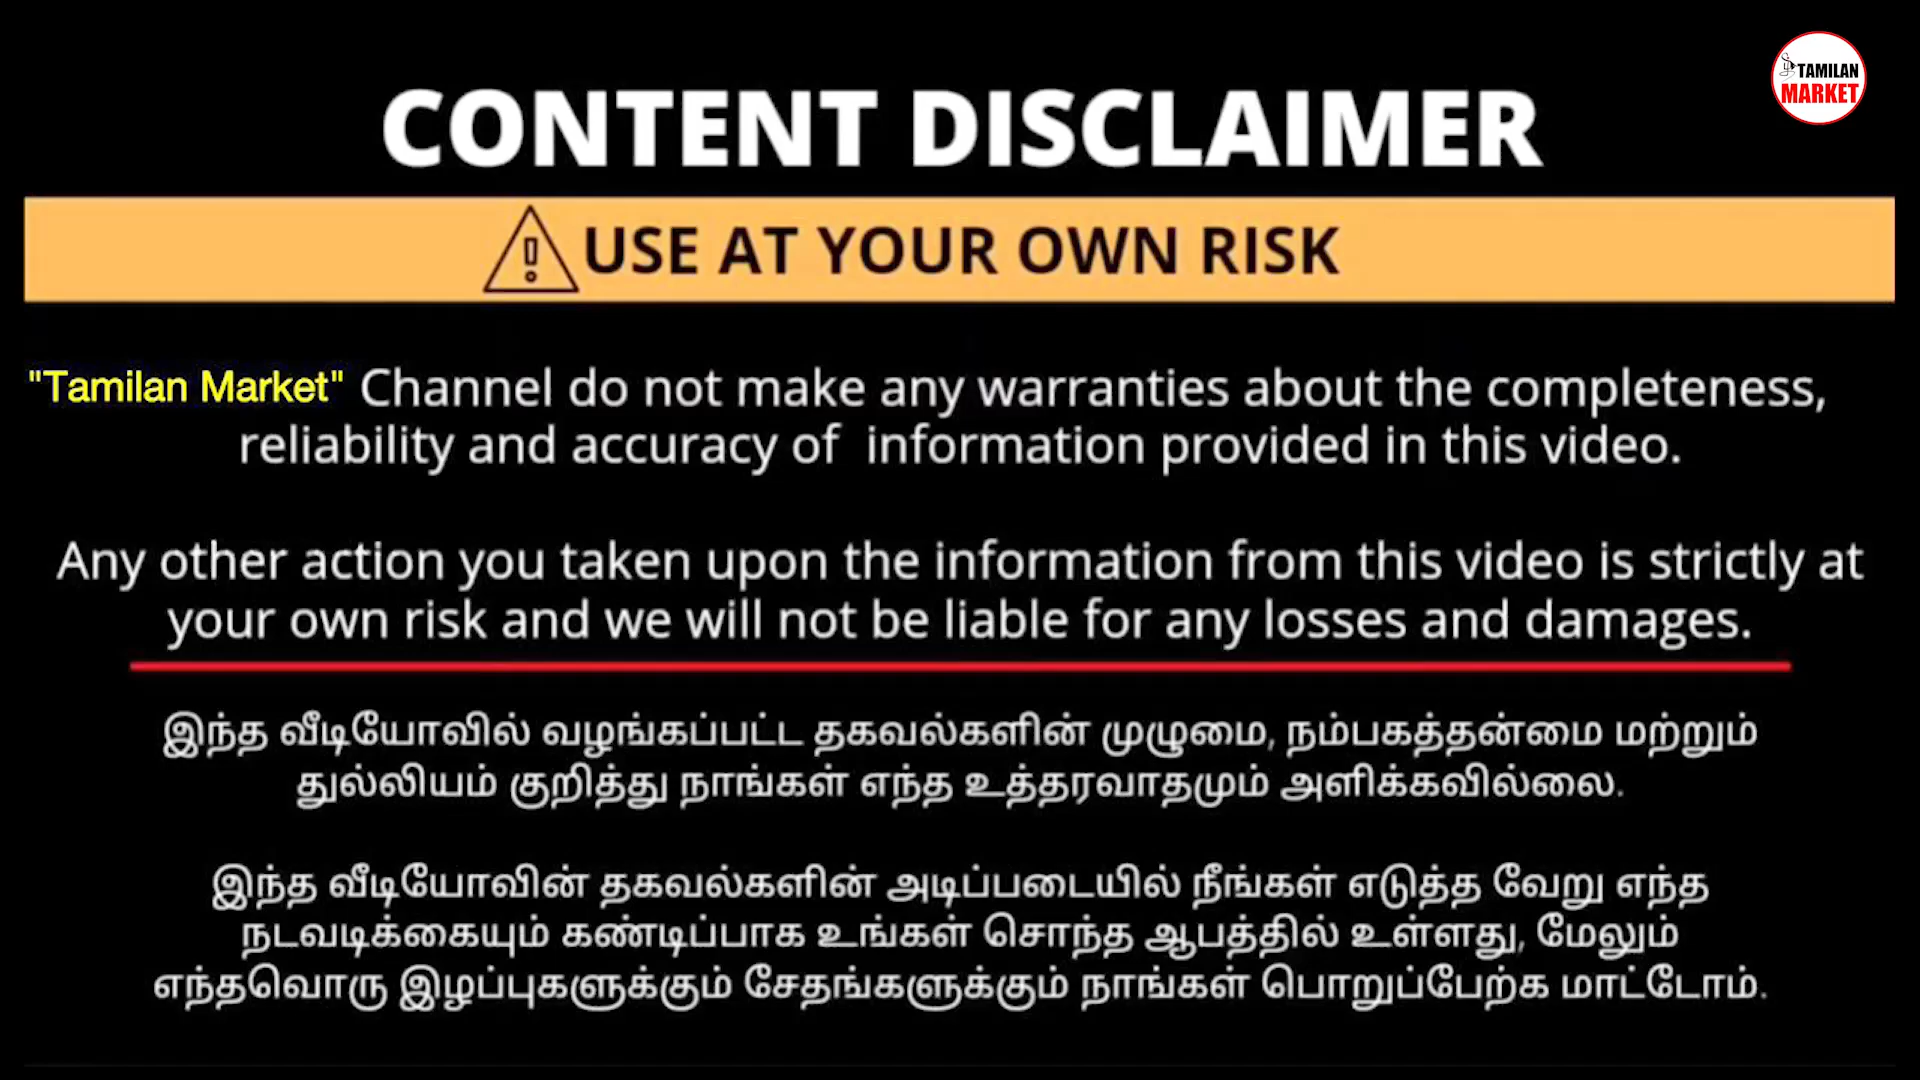 TAMILAN
MARKET
CONTENT DISCLAIMER
USE AT YOUR OWN RISK
"Tamilan Market" Channel do not make any warranties about the completeness,
reliability and accuracy of information provided in this video.
Any other action you taken upon the information from this video is strictly at
your own risk and we will not be liable for any losses and damages.
இந்த வீடியோவில் வழங்கப்பட்ட தகவல்களின் முழுமை, நம்பகத்தன்மை மற்றும்
துல்லியம் குறித்து நாங்கள் எந்த உத்தரவாதமும் அளிக்கவில்லை.
இந்த வீடியோவின் தகவல்களின் அடிப்படையில் நீங்கள் எடுத்த வேறு எந்த
நடவடிக்கையும் கண்டிப்பாக உங்கள் சொந்த ஆபத்தில் உள்ளது, மேலும்
எந்தவொரு இழப்புகளுக்கும் சேதங்களுக்கும் நாங்கள் பொறுப்பேற்க மாட்டோம்.